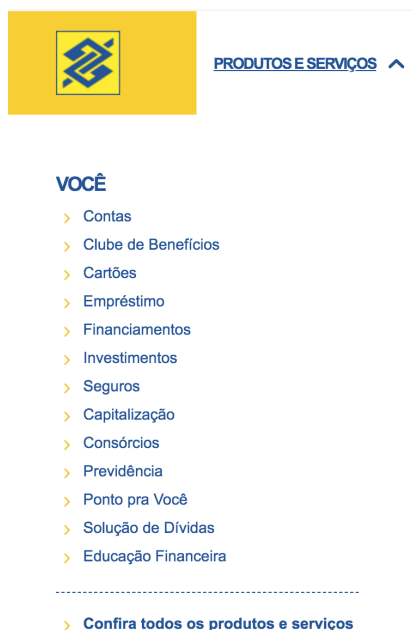 PRODUTOS E SERVIÇOS
VOCÊ
Contas
Clube de Benefícios
Cartões
Empréstimo
Financiamentos
Investimentos
Seguros
Capitalização
Consórcios
Previdência
Ponto pra Você
Solução de Dívidas
Educação Financeira
Confira todos os produtos e serviços